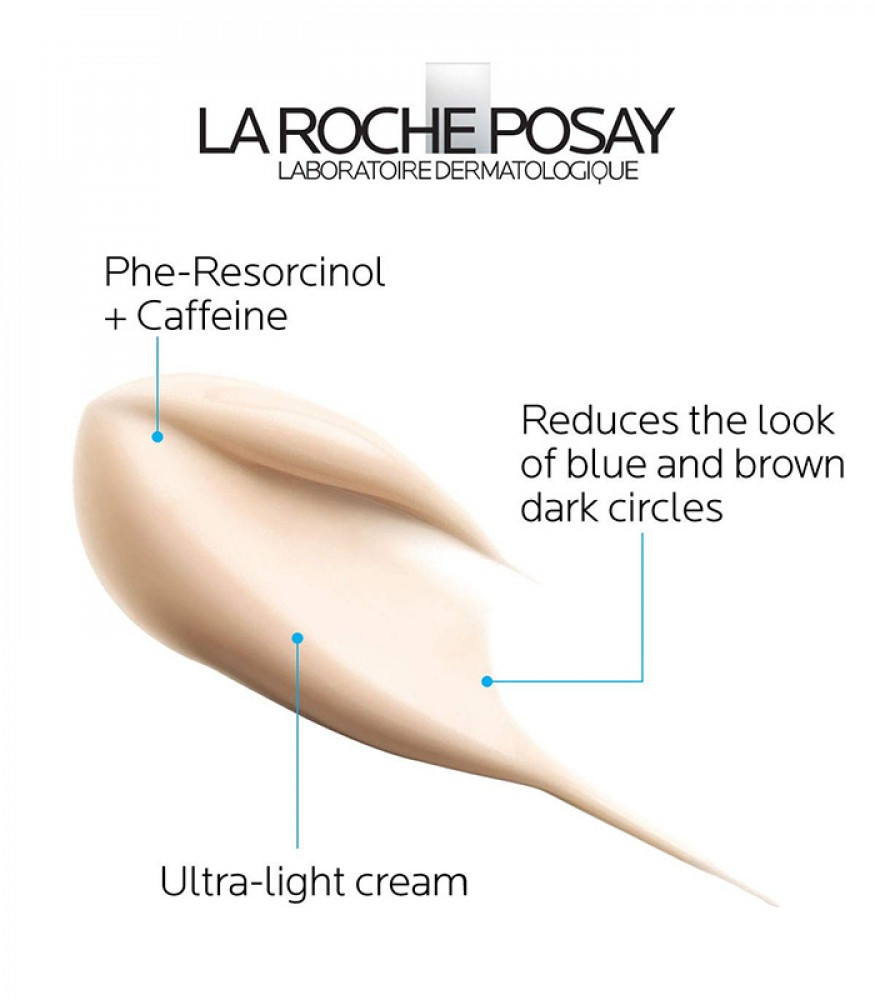 LA ROCHE POSAY
LABORATOIRE DERMATOLOGIQUE
Phe-Resorcinol
+ Caffeine
Reduces the look
of blue and brown
dark circles
Ultra-light cream